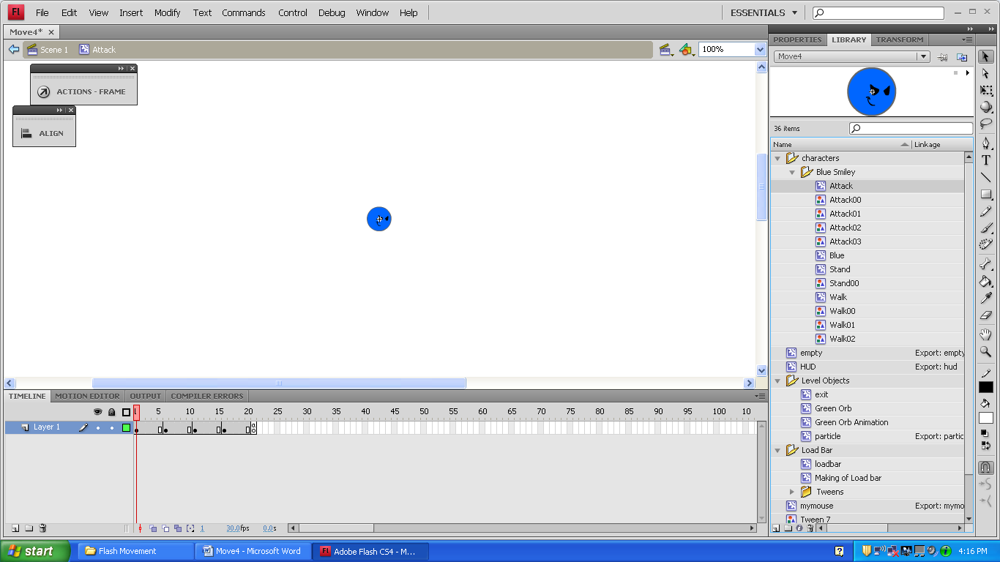 Fl File Edit View Insert Modify Text Commands Control Debug Window Help ESSENTIALS
Move4*
Scene 1 Attack 100%
ACTIONS - FRAME
ALIGN
PROPERTIES LIBRARY TRANSFORM
Move4
36 items
Name Linkage
characters
Blue Smiley
Attack
Attack00
Attack01
Attack02
Attack03
Blue
Stand
Stand00
Walk
Walk00
Walk01
Walk02
empty Export: empty
HUD Export: hud
Level Objects
exit
Green Orb
Green Orb Animation
particle Export: partic
Load Bar
loadbar
Making of Load bar
Tweens
mymouse Export: mymo
Tween 7
TIMELINE MOTION EDITOR OUTPUT COMPILER ERRORS
1 5 10 15 20 25 30 35 40 45 50 55 60 65 70 75 80 85 90 95 100 10
Layer 1
1 30.0fps 0.0s
start Flash Movement Move4 - Microsoft Word Fl Adobe Flash CS4 - M... 4:16 PM